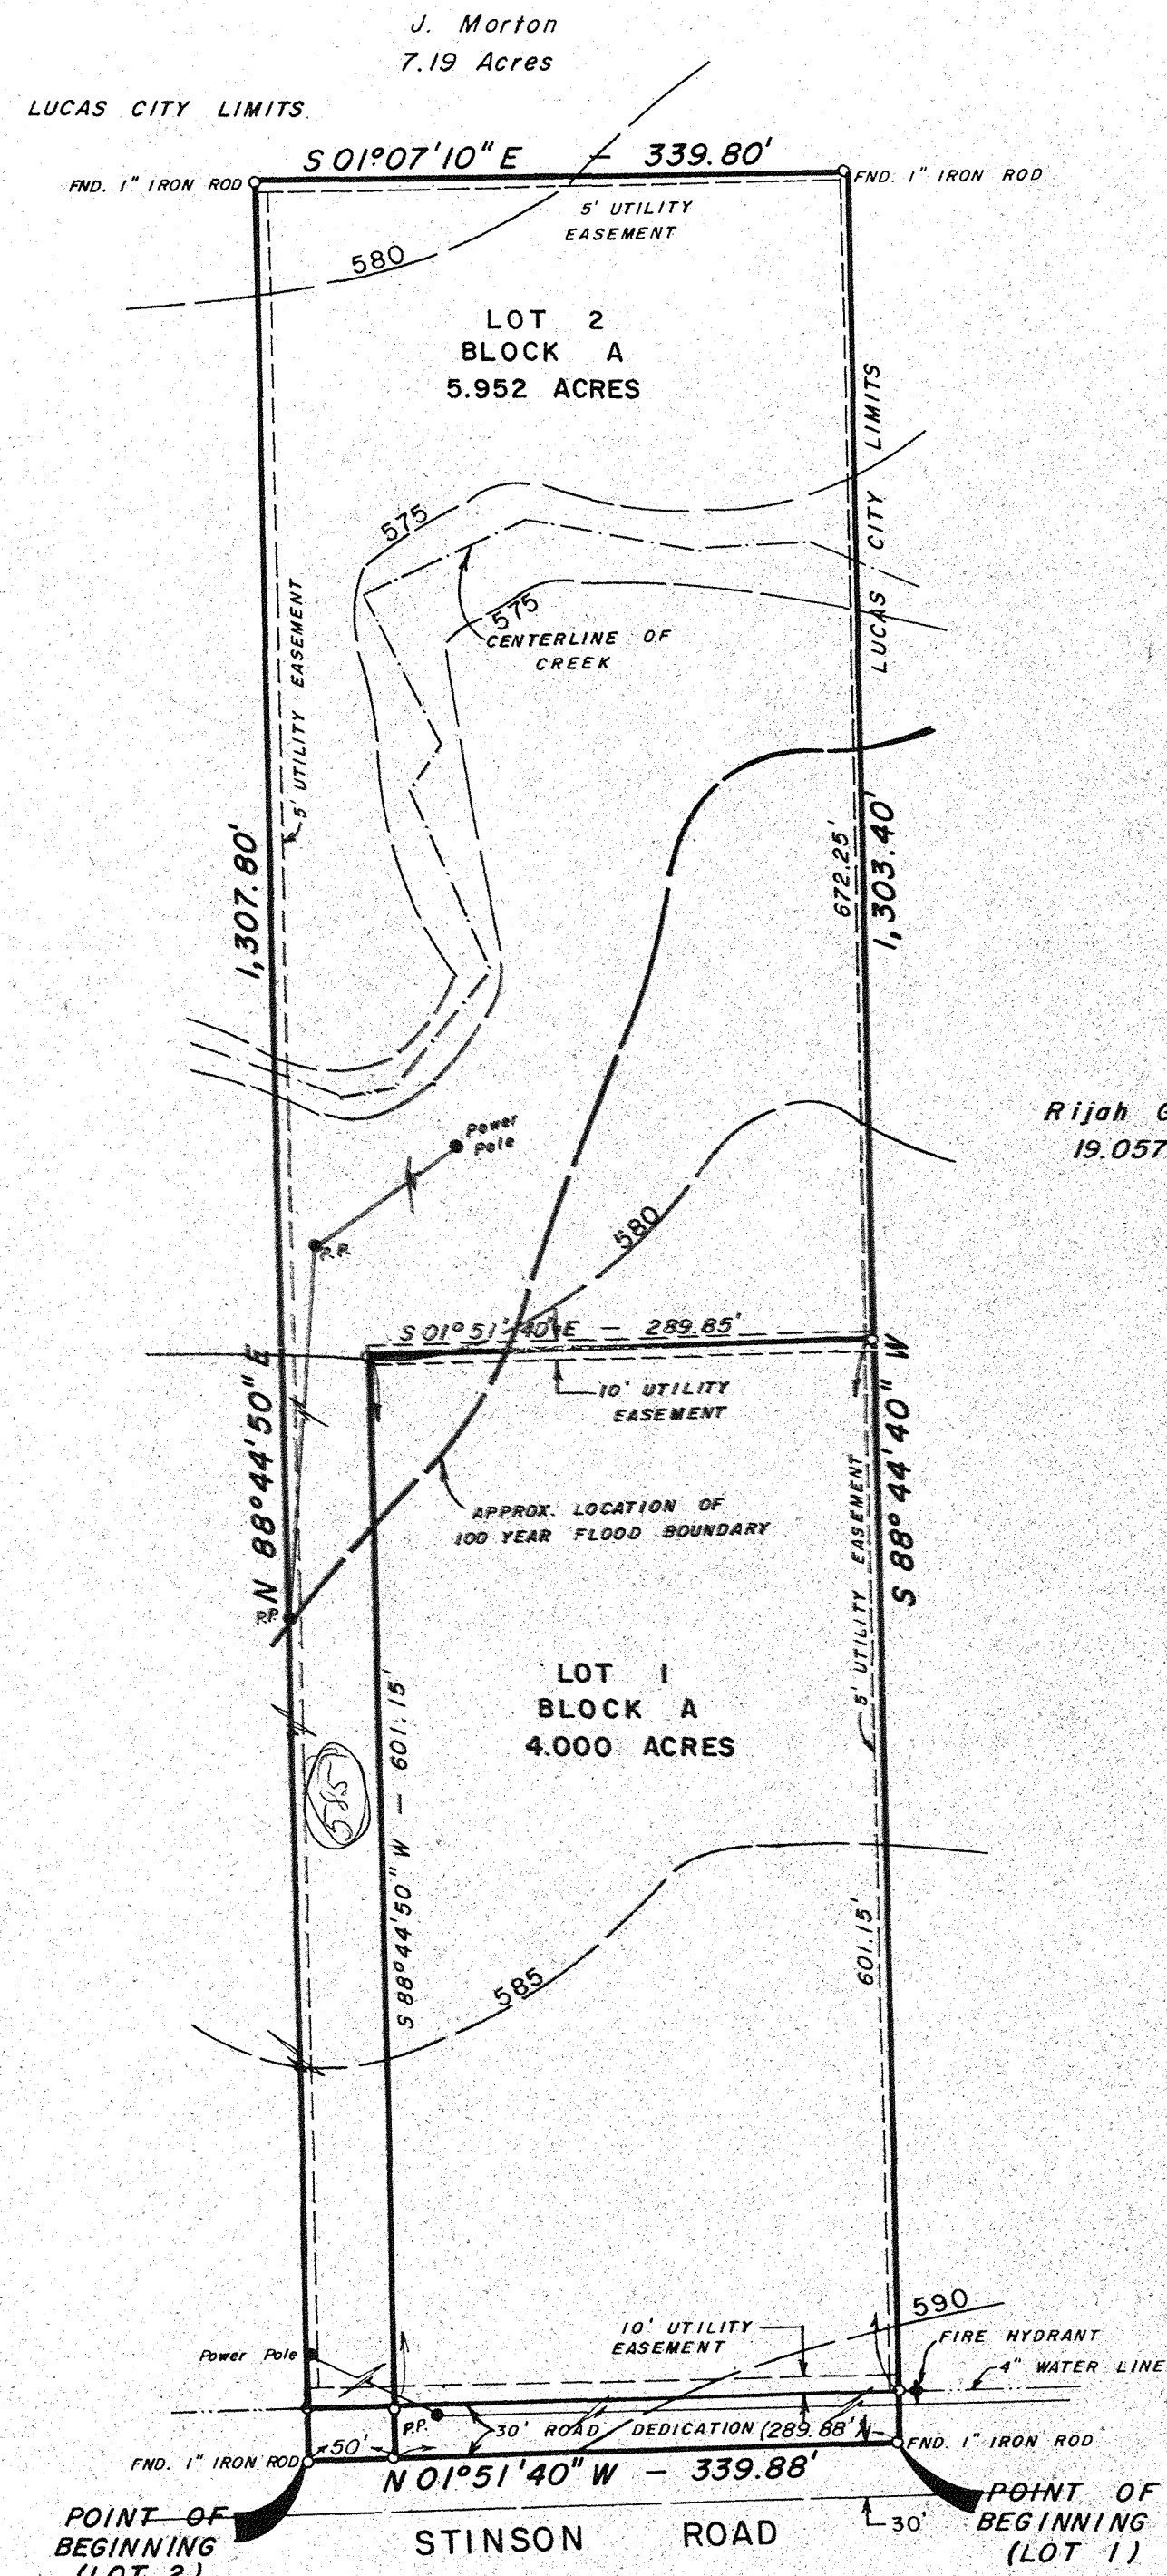 J. Morton
7.19 Acres
LUCAS CITY LIMITS
S 01°07'10" E - 339.80'
FND. 1" IRON ROD
FND. 1" IRON ROD
5' UTILITY
EASEMENT
580
LOT 2
BLOCK A
5.952 ACRES
LUCAS CITY LIMITS
575
575
CENTERLINE OF
CREEK
5' UTILITY EASEMENT
1,307.80'
672.25'
1,303.40'
Rijah G
19.057
Power
Pole
P.P.
580
S 01°51'40" E - 289.85'
10' UTILITY
EASEMENT
N 88°44'50" E
S 88°44'40" W
APPROX. LOCATION OF
100 YEAR FLOOD BOUNDARY
P.P.
5' UTILITY EASEMENT
LOT 1
BLOCK A
4.000 ACRES
585
S 88°44'50" W - 601.15'
601.15'
585
590
10' UTILITY
EASEMENT
FIRE HYDRANT
4" WATER LINE
Power Pole
P.P.
30' ROAD DEDICATION (289.88')
50'
FND. 1" IRON ROD
FND. 1" IRON ROD
N 01°51'40" W - 339.88'
POINT OF
BEGINNING
(LOT 2)
POINT OF
BEGINNING
(LOT 1)
30'
STINSON ROAD